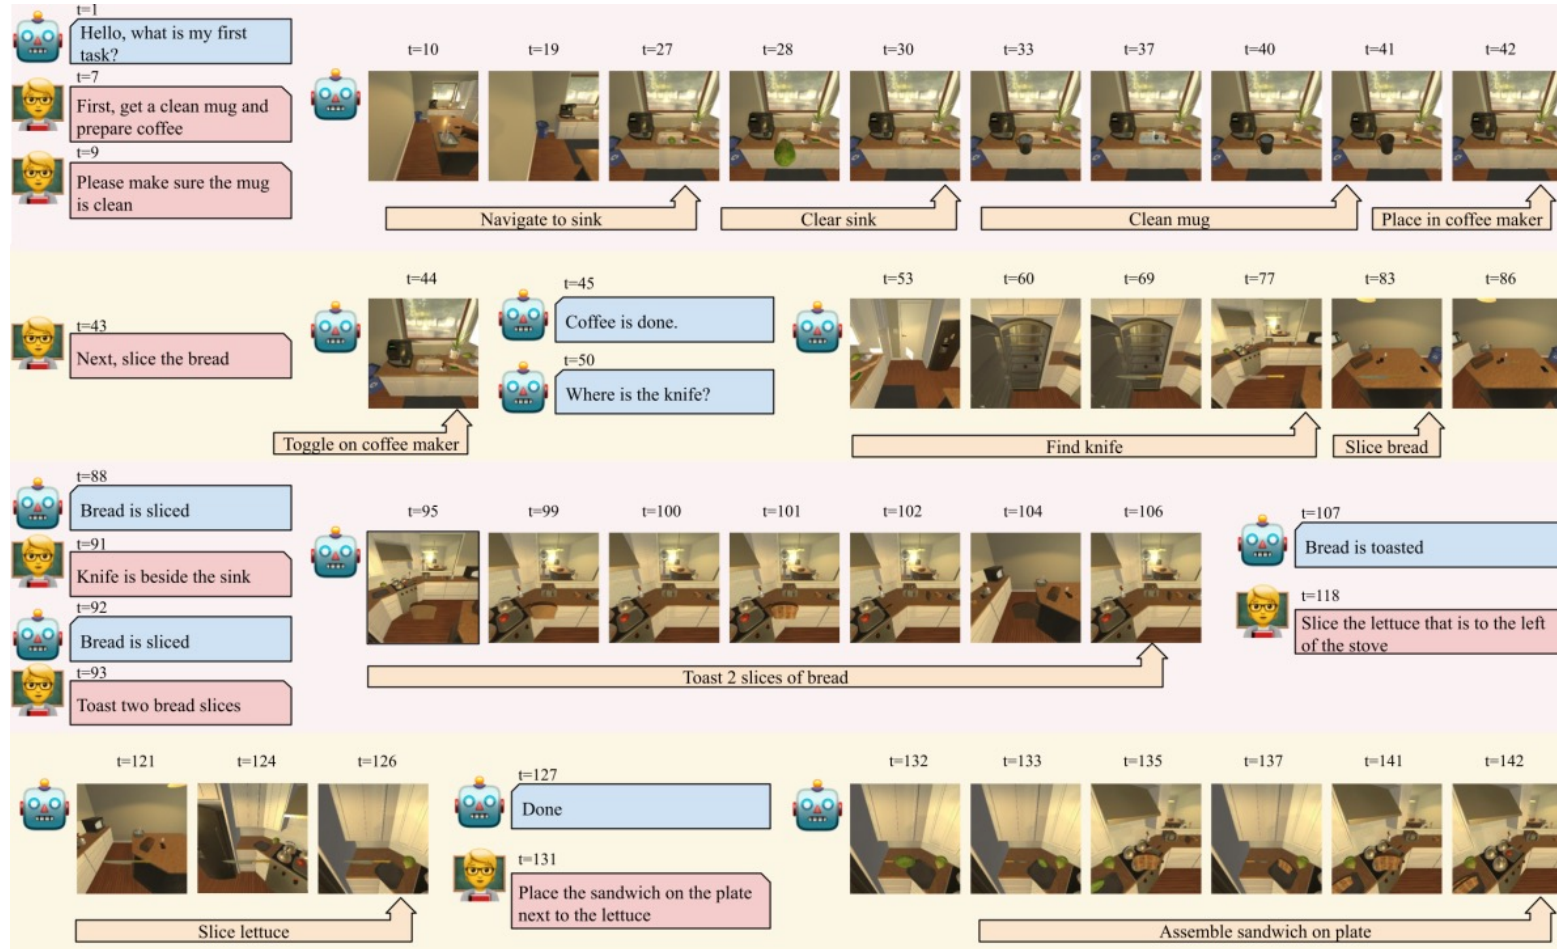 t=1
Hello, what is my first
task?
t=7
First, get a clean mug and
prepare coffee
t=9
Please make sure the mug
is clean
t=10
t=19
t=27
t=28
t=30
t=33
t=37
t=40
t=41
t=42
Navigate to sink
Clear sink
Clean mug
Place in coffee maker
t=43
Next, slice the bread
t=44
Toggle on coffee maker
t=45
Coffee is done.
t=50
Where is the knife?
t=53
t=60
t=69
t=77
t=83
t=86
Find knife
Slice bread
t=88
Bread is sliced
t=91
Knife is beside the sink
t=92
Bread is sliced
t=93
Toast two bread slices
t=95
t=99
t=100
t=101
t=102
t=104
t=106
Toast 2 slices of bread
t=107
Bread is toasted
t=118
Slice the lettuce that is to the left
of the stove
t=121
t=124
t=126
Slice lettuce
t=127
Done
t=131
Place the sandwich on the plate
next to the lettuce
t=132
t=133
t=135
t=137
t=141
t=142
Assemble sandwich on plate